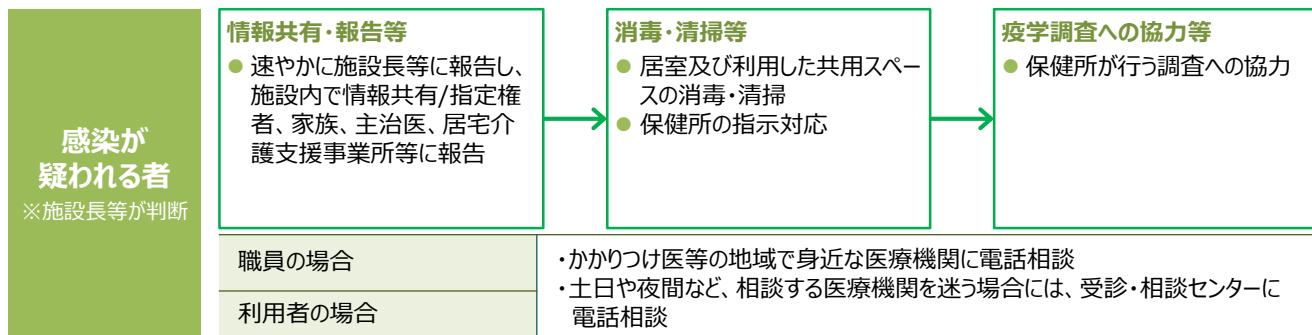 感染が
疑われる者
※施設長等が判断
情報共有・報告等
● 速やかに施設長等に報告し、
施設内で情報共有/指定権
者、家族、主治医、居宅介
護支援事業所等に報告
消毒・清掃等
● 居室及び利用した共用スペー
スの消毒・清掃
● 保健所の指示対応
疫学調査への協力等
● 保健所が行う調査への協力
職員の場合
利用者の場合
・かかりつけ医等の地域で身近な医療機関に電話相談
・土日や夜間など、相談する医療機関を迷う場合には、受診・相談センターに
電話相談